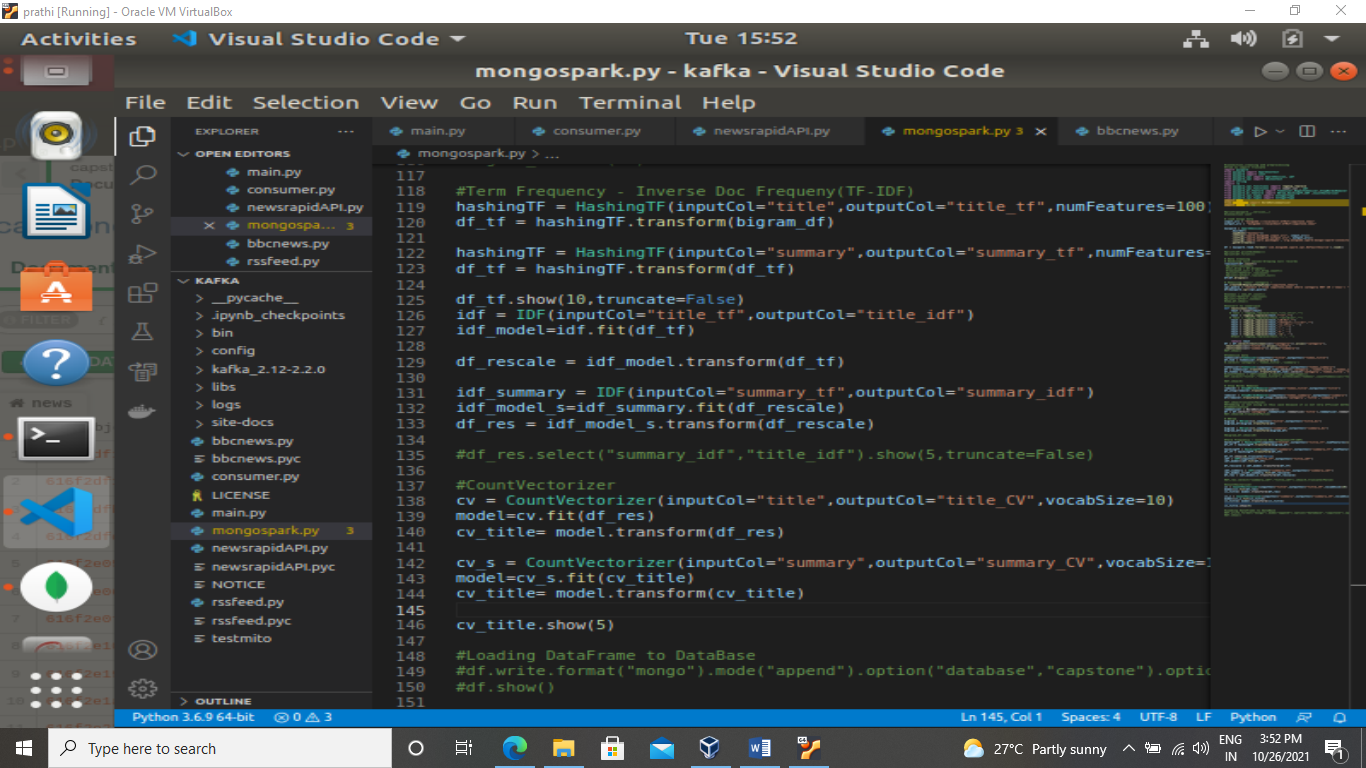 prathi [Running] - Oracle VM VirtualBox
Activities Visual Studio Code Tue 15:52
mongospark.py - kafka - Visual Studio Code
File Edit Selection View Go Run Terminal Help
EXPLORER ...
OPEN EDITORS
main.py
consumer.py
newsrapidAPI.py
mongospa... 3
bbcnews.py
rssfeed.py
KAFKA
__pycache__
.ipynb_checkpoints
bin
config
kafka_2.12-2.2.0
libs
logs
site-docs
bbcnews.py
bbcnews.pyc
consumer.py
LICENSE
main.py
mongospark.py 3
newsrapidAPI.py
newsrapidAPI.pyc
NOTICE
rssfeed.py
rssfeed.pyc
testmito
OUTLINE
main.py consumer.py newsrapidAPI.py mongospark.py 3 bbcnews.py
mongospark.py > ...
117
118 #Term Frequency - Inverse Doc Frequeny(TF-IDF)
119 hashingTF = HashingTF(inputCol="title",outputCol="title_tf",numFeatures=100)
120 df_tf = hashingTF.transform(bigram_df)
121
122 hashingTF = HashingTF(inputCol="summary",outputCol="summary_tf",numFeatures=
123 df_tf = hashingTF.transform(df_tf)
124
125 df_tf.show(10,truncate=False)
126 idf = IDF(inputCol="title_tf",outputCol="title_idf")
127 idf_model=idf.fit(df_tf)
128
129 df_rescale = idf_model.transform(df_tf)
130
131 idf_summary = IDF(inputCol="summary_tf",outputCol="summary_idf")
132 idf_model_s=idf_summary.fit(df_rescale)
133 df_res = idf_model_s.transform(df_rescale)
134
135 #df_res.select("summary_idf","title_idf").show(5,truncate=False)
136
137 #CountVectorizer
138 cv = CountVectorizer(inputCol="title",outputCol="title_CV",vocabSize=10)
139 model=cv.fit(df_res)
140 cv_title= model.transform(df_res)
141
142 cv_s = CountVectorizer(inputCol="summary",outputCol="summary_CV",vocabSize=1
143 model=cv_s.fit(cv_title)
144 cv_title= model.transform(cv_title)
145
146 cv_title.show(5)
147
148 #Loading DataFrame to DataBase
149 #df.write.format("mongo").mode("append").option("database","capstone").optio
150 #df.show()
151
Python 3.6.9 64-bit 0 3 Ln 145, Col 1 Spaces: 4 UTF-8 LF Python
Type here to search 27°C Partly sunny ENG IN 3:52 PM 10/26/2021 1